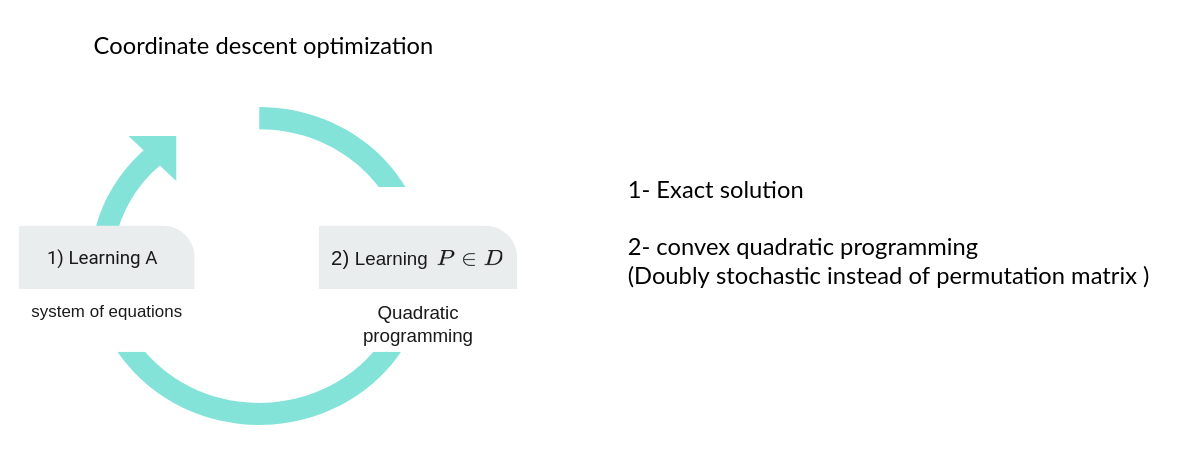 Coordinate descent optimization
1) Learning A
system of equations
2) Learning P ∈ D
Quadratic
programming
1- Exact solution
2- convex quadratic programming
(Doubly stochastic instead of permutation matrix )